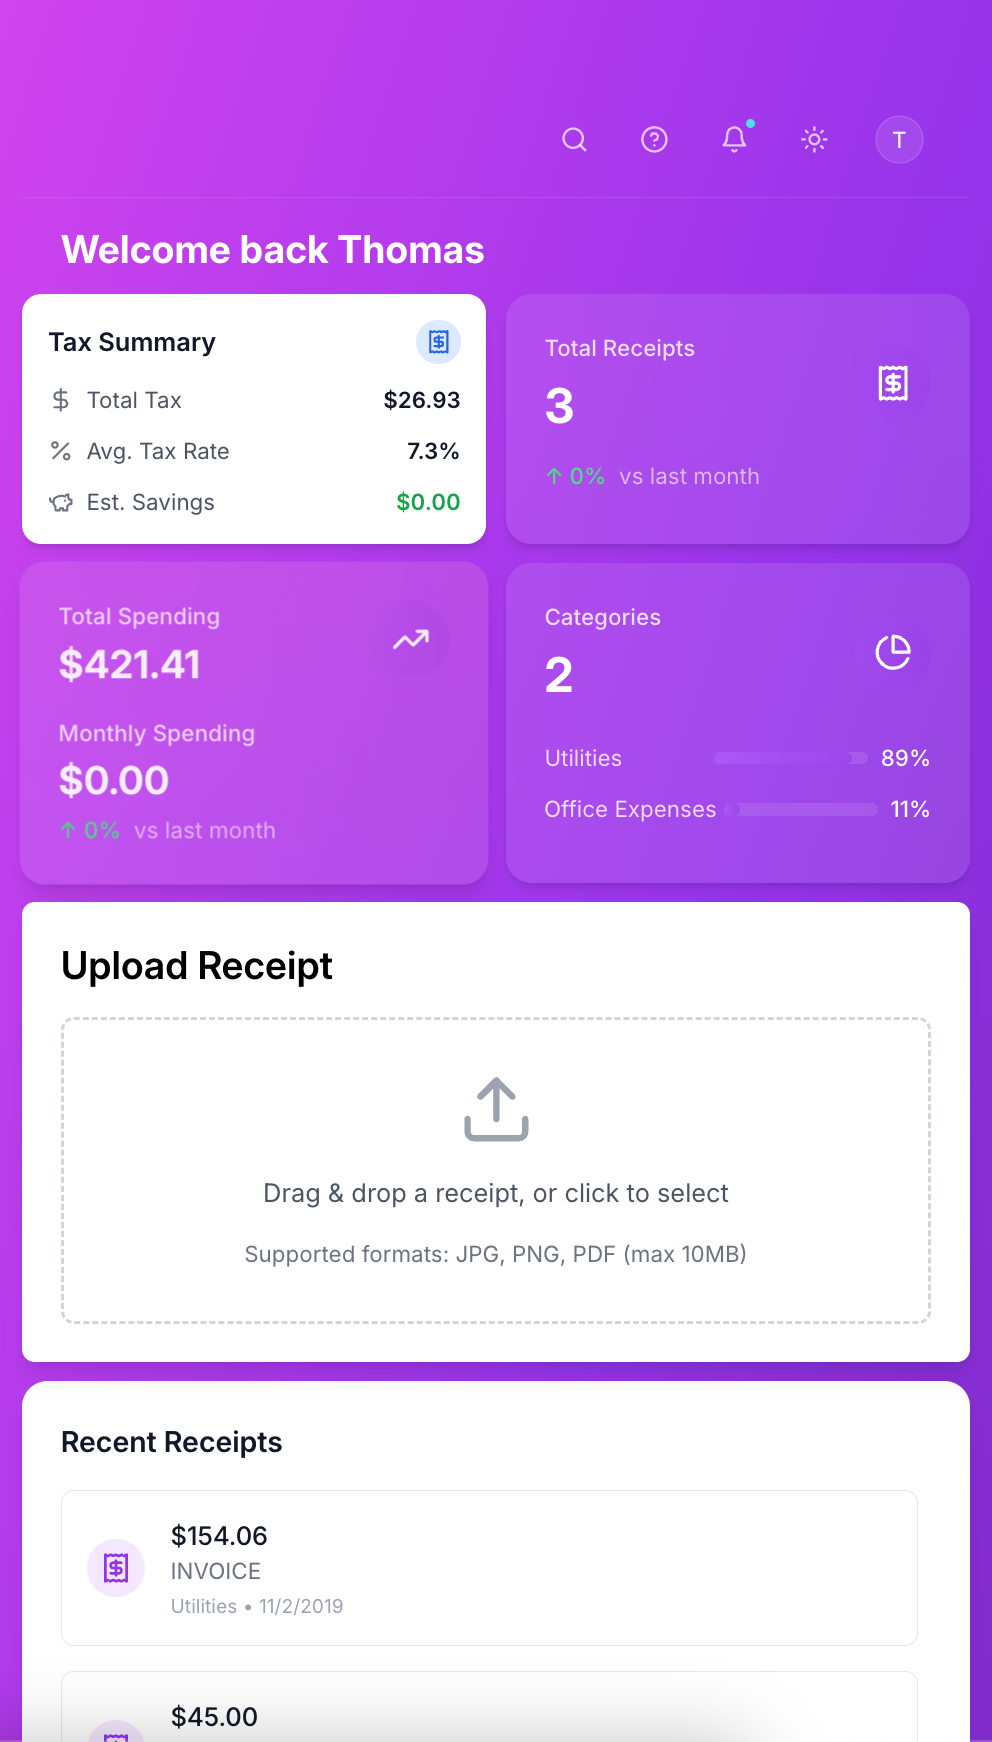 T
Welcome back Thomas
Tax Summary
Total Tax $26.93
Avg. Tax Rate 7.3%
Est. Savings $0.00
Total Receipts
3
↑ 0% vs last month
Total Spending
$421.41
Monthly Spending
$0.00
↑ 0% vs last month
Categories
2
Utilities 89%
Office Expenses 11%
Upload Receipt
Drag & drop a receipt, or click to select
Supported formats: JPG, PNG, PDF (max 10MB)
Recent Receipts
$154.06
INVOICE
Utilities • 11/2/2019
$45.00